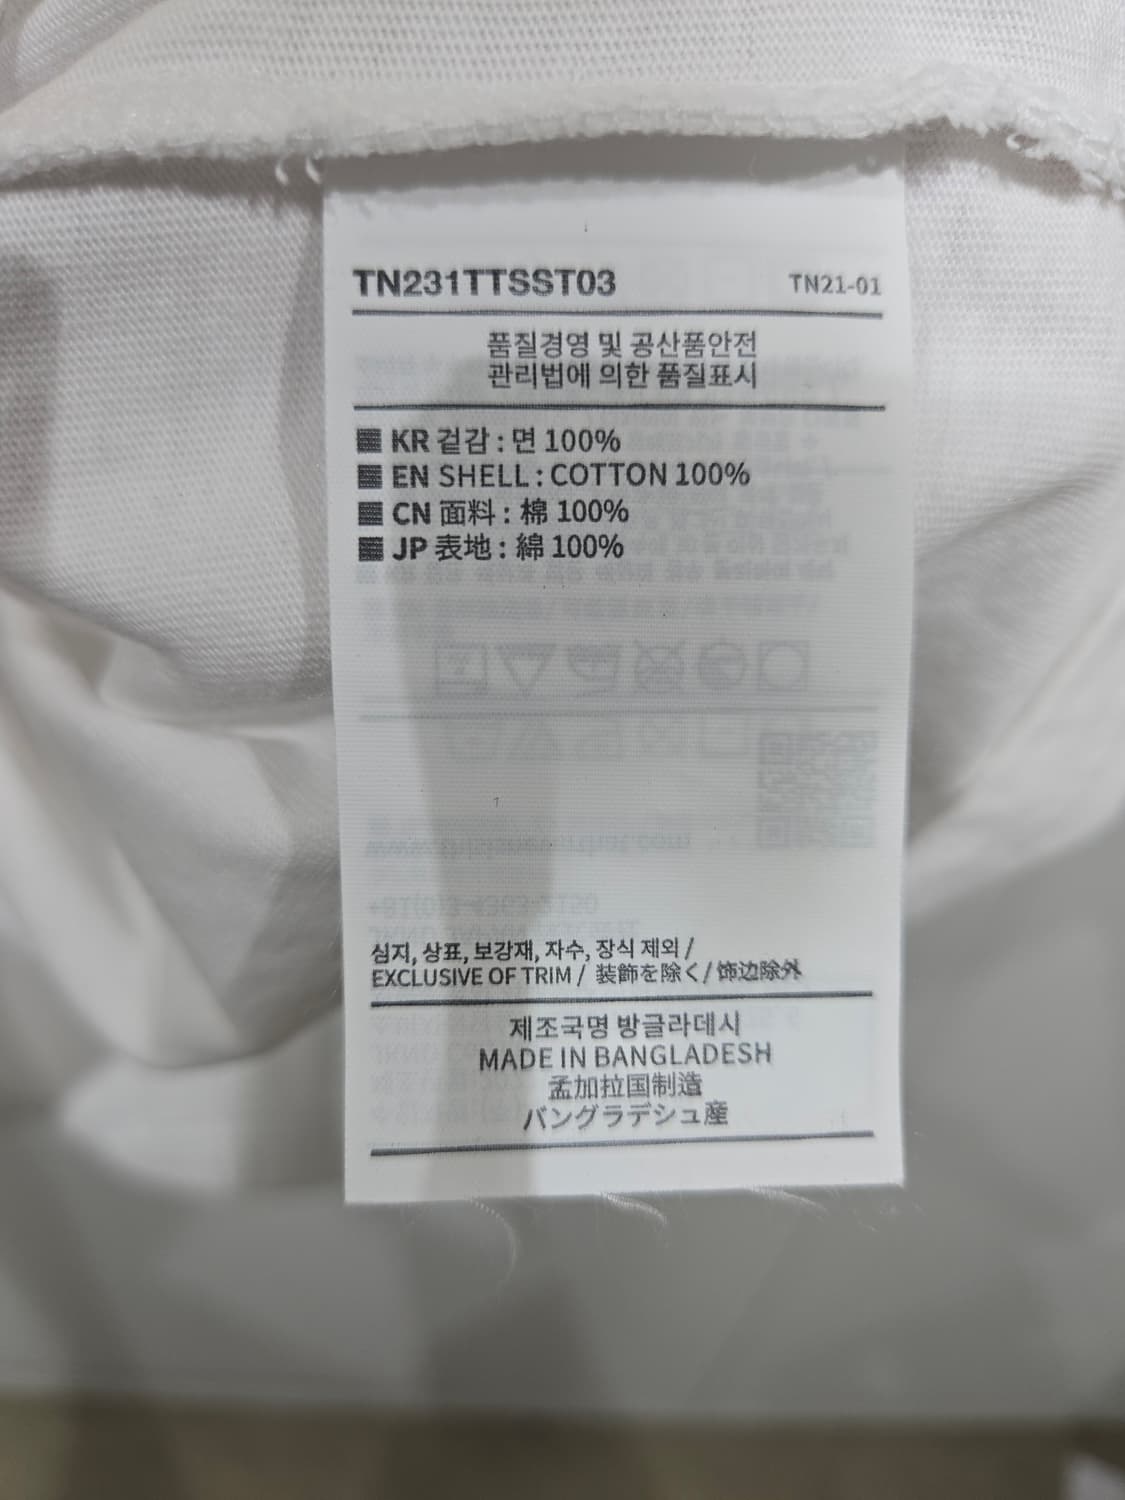 TN231TTSST03
TN21-01
품질경영 및 공산품안전
관리법에 의한 품질표시
KR 겉감 : 면 100%
EN SHELL : COTTON 100%
CN 面料 : 棉 100%
JP 表地 : 綿 100%
심지, 상표, 보강재, 자수, 장식 제외 /
EXCLUSIVE OF TRIM / 装飾を除く / 饰边除外
제조국명 방글라데시
MADE IN BANGLADESH
孟加拉国制造
バングラデシュ産